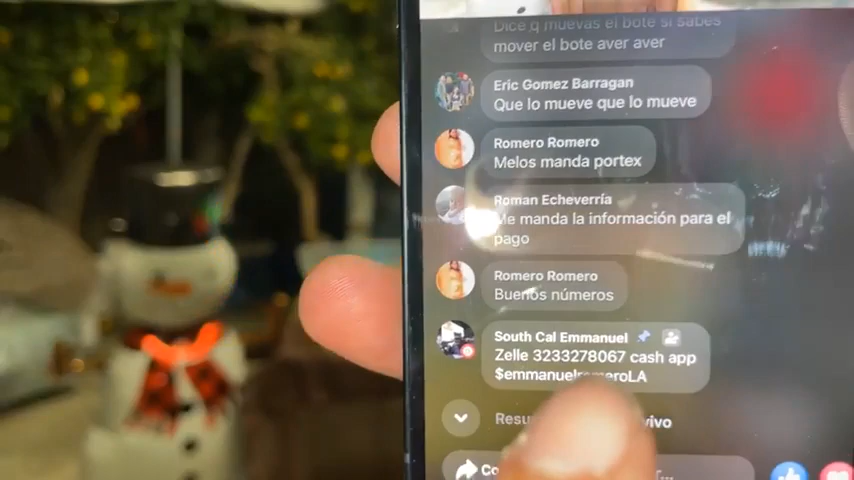 Dice q muevas el bote si sabes
mover el bote aver aver
Eric Gomez Barragan
Que lo mueve que lo mueve
Romero Romero
Melos manda portex
Roman Echeverría
Me manda la información para el
pago
Romero Romero
Buenos números
South Cal Emmanuel
Zelle 3233278067 cash app
$emmanuelromeroLA
vivo